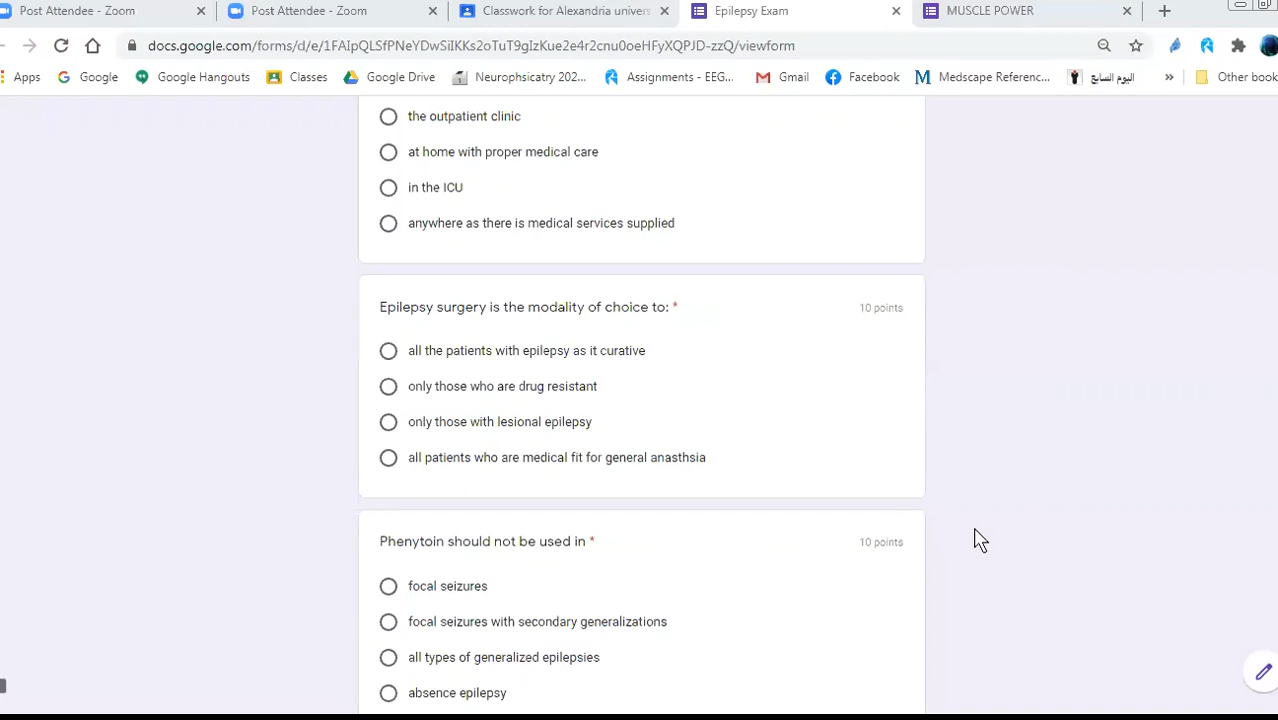 Post Attendee - Zoom
Post Attendee - Zoom
Classwork for Alexandria univers
Epilepsy Exam
MUSCLE POWER
docs.google.com/forms/d/e/1FAIpQLSfPNeYDwSiIKKs2oTuT9gIzKue2e4r2cnu0oeHFyXQPJD-zzQ/viewform
Apps
Google
Google Hangouts
Classes
Google Drive
Neurophsicatry 202...
Assignments - EEG...
Gmail
Facebook
Medscape Referenc...
اليوم السابع
»
Other book
the outpatient clinic
at home with proper medical care
in the ICU
anywhere as there is medical services supplied
Epilepsy surgery is the modality of choice to: *
10 points
all the patients with epilepsy as it curative
only those who are drug resistant
only those with lesional epilepsy
all patients who are medical fit for general anasthsia
Phenytoin should not be used in *
10 points
focal seizures
focal seizures with secondary generalizations
all types of generalized epilepsies
absence epilepsy